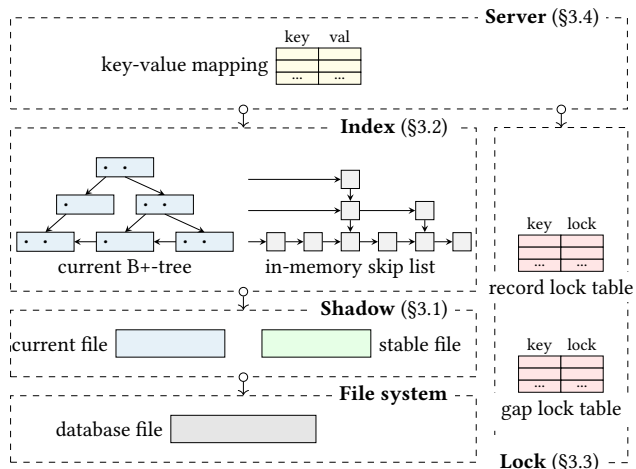 Server (§3.4)
key val
key-value mapping
... ...
Index (§3.2)
current B+-tree
in-memory skip list
key lock
... ...
record lock table
Shadow (§3.1)
current file
stable file
key lock
... ...
gap lock table
File system
database file
Lock (§3.3)